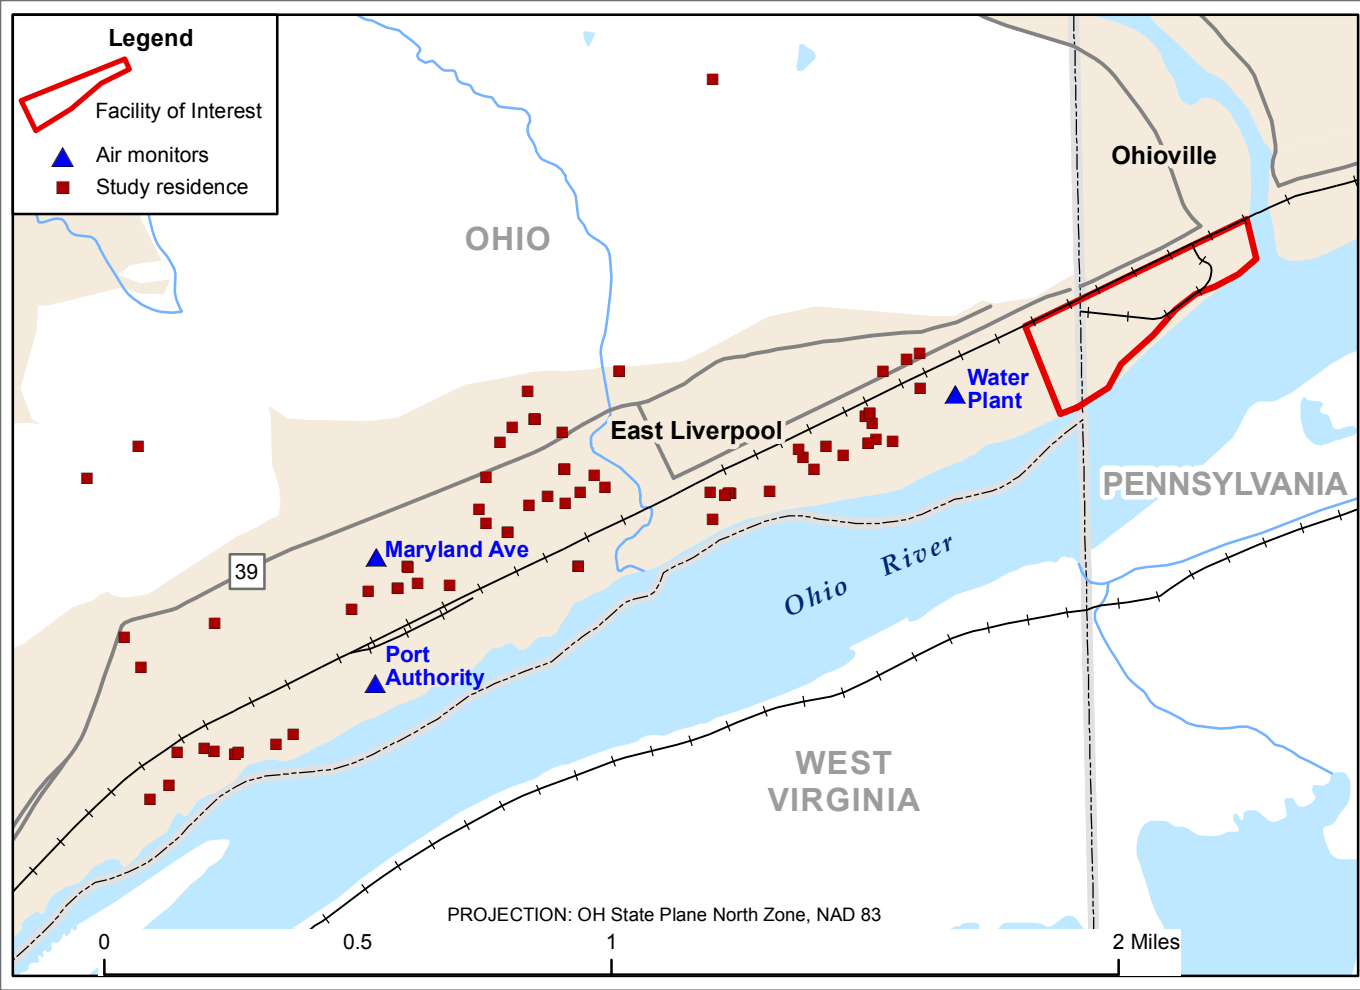 Legend
Facility of Interest
Air monitors
Study residence
Ohioville
OHIO
Water
Plant
East Liverpool
PENNSYLVANIA
Maryland Ave
39
Ohio River
Port
Authority
WEST
VIRGINIA
PROJECTION: OH State Plane North Zone, NAD 83
0 0.5 1 2 Miles